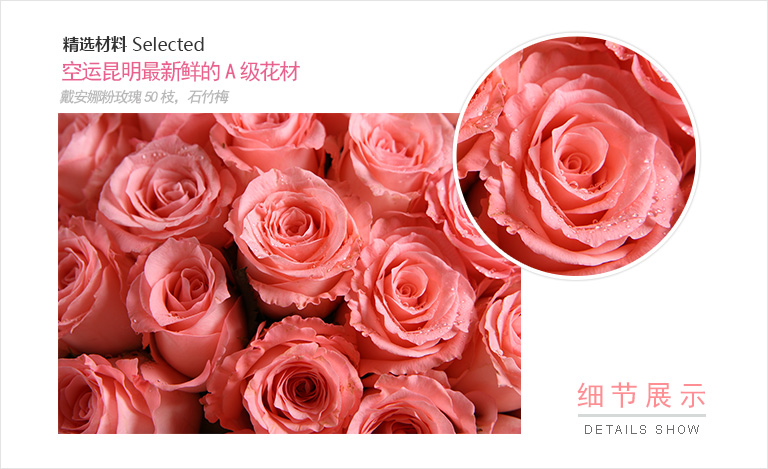 精选材料 Selected
空运昆明最新鲜的 A 级花材
戴安娜粉玫瑰 50 枝，石竹梅
细节展示
DETAILS SHOW